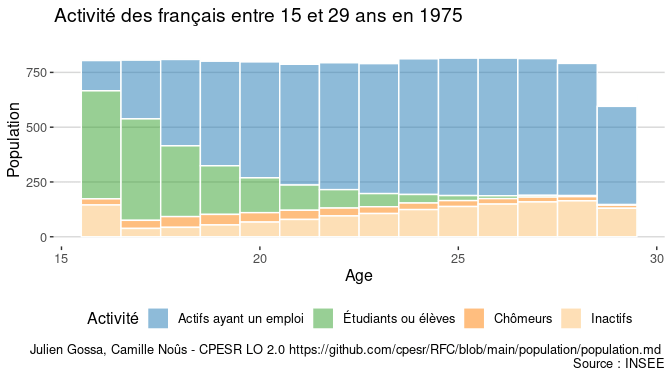 Activité des français entre 15 et 29 ans en 1975
Population
750
500
250
0
15
20
25
30
Age
Activité
Actifs ayant un emploi
Étudiants ou élèves
Chômeurs
Inactifs
Julien Gossa, Camille Noûs - CPESR LO 2.0 https://github.com/cpesr/RFC/blob/main/population/population.md
Source : INSEE